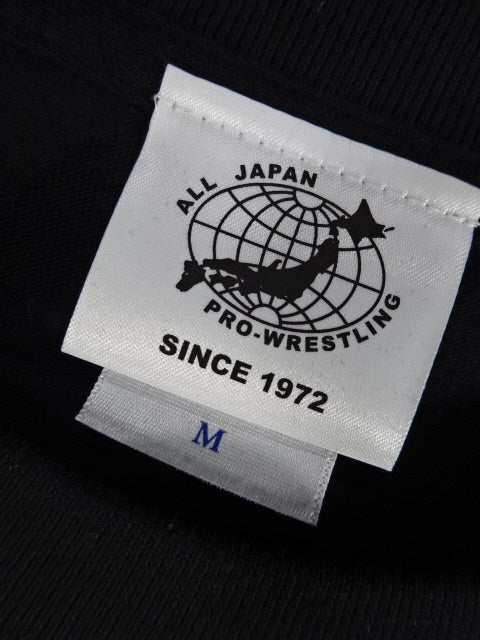 ALL JAPAN
PRO-WRESTLING
SINCE 1972
M